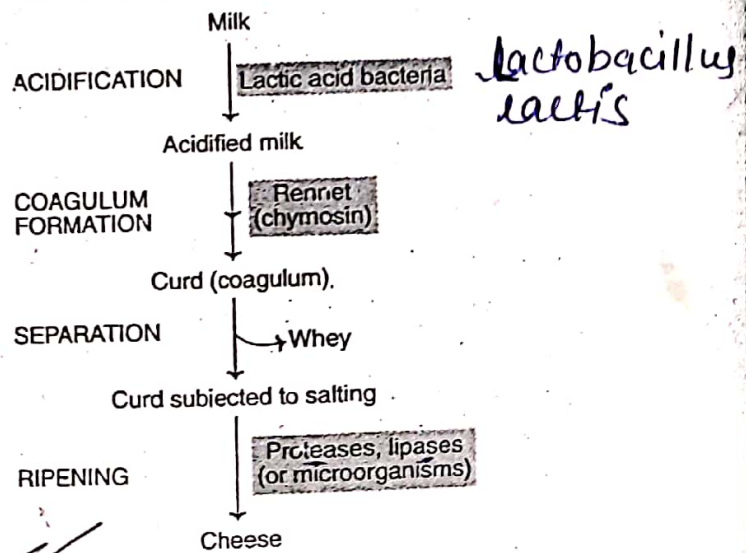 Milk
ACIDIFICATION
Lactic acid bacteria
Lactobacillus
lactis
Acidified milk
COAGULUM
FORMATION
Rennet
(chymosin)
Curd (coagulum).
SEPARATION
Whey
Curd subjected to salting
RIPENING
Proteases, lipases
(or microorganisms)
Cheese